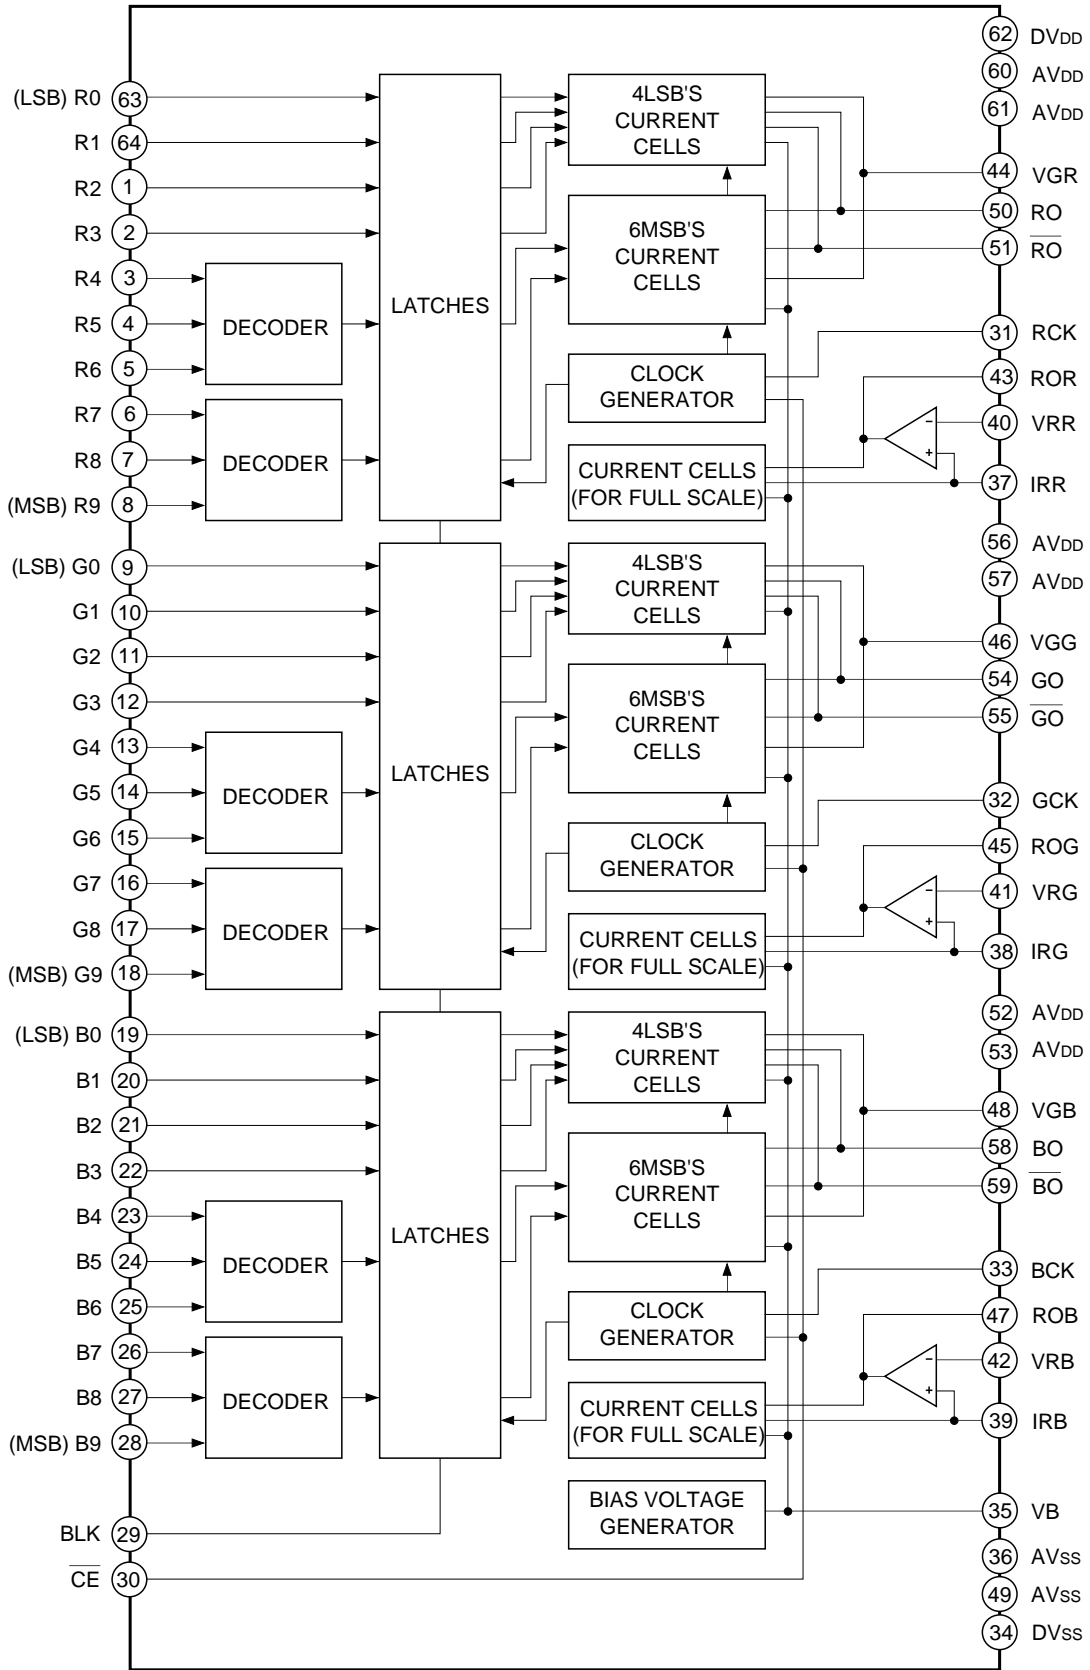 62 DVDD
60 AVDD
(LSB) R0 63
4LSB'S
CURRENT
CELLS
61 AVDD
R1 64
44 VGR
R2 1
50 RO
R3 2
6MSB'S
CURRENT
CELLS
51 RO
R4 3
LATCHES
R5 4
DECODER
31 RCK
R6 5
CLOCK
GENERATOR
43 ROR
R7 6
- 40 VRR
R8 7
DECODER
+
CURRENT CELLS
(FOR FULL SCALE)
37 IRR
(MSB) R9 8
56 AVDD
(LSB) G0 9
4LSB'S
CURRENT
CELLS
57 AVDD
G1 10
46 VGG
G2 11
54 GO
G3 12
6MSB'S
CURRENT
CELLS
55 GO
G4 13
LATCHES
G5 14
DECODER
32 GCK
G6 15
CLOCK
GENERATOR
45 ROG
G7 16
- 41 VRG
G8 17
DECODER
+
CURRENT CELLS
(FOR FULL SCALE)
38 IRG
(MSB) G9 18
52 AVDD
(LSB) B0 19
4LSB'S
CURRENT
CELLS
53 AVDD
B1 20
48 VGB
B2 21
58 BO
B3 22
6MSB'S
CURRENT
CELLS
59 BO
B4 23
LATCHES
B5 24
DECODER
33 BCK
B6 25
CLOCK
GENERATOR
47 ROB
B7 26
- 42 VRB
B8 27
DECODER
+
CURRENT CELLS
(FOR FULL SCALE)
39 IRB
(MSB) B9 28
BIAS VOLTAGE
GENERATOR
35 VB
BLK 29
36 AVSS
CE 30
49 AVSS
34 DVSS